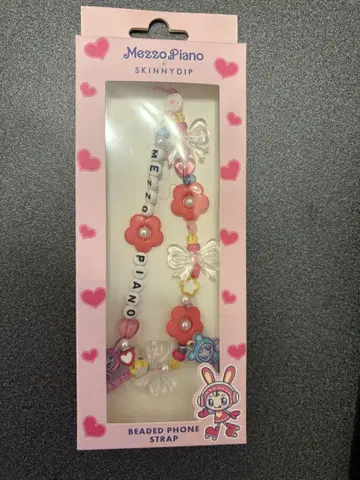 Mezzo Piano
x
SKINNYDIP
MEzzo
PIANO
BEADED PHONE
STRAP